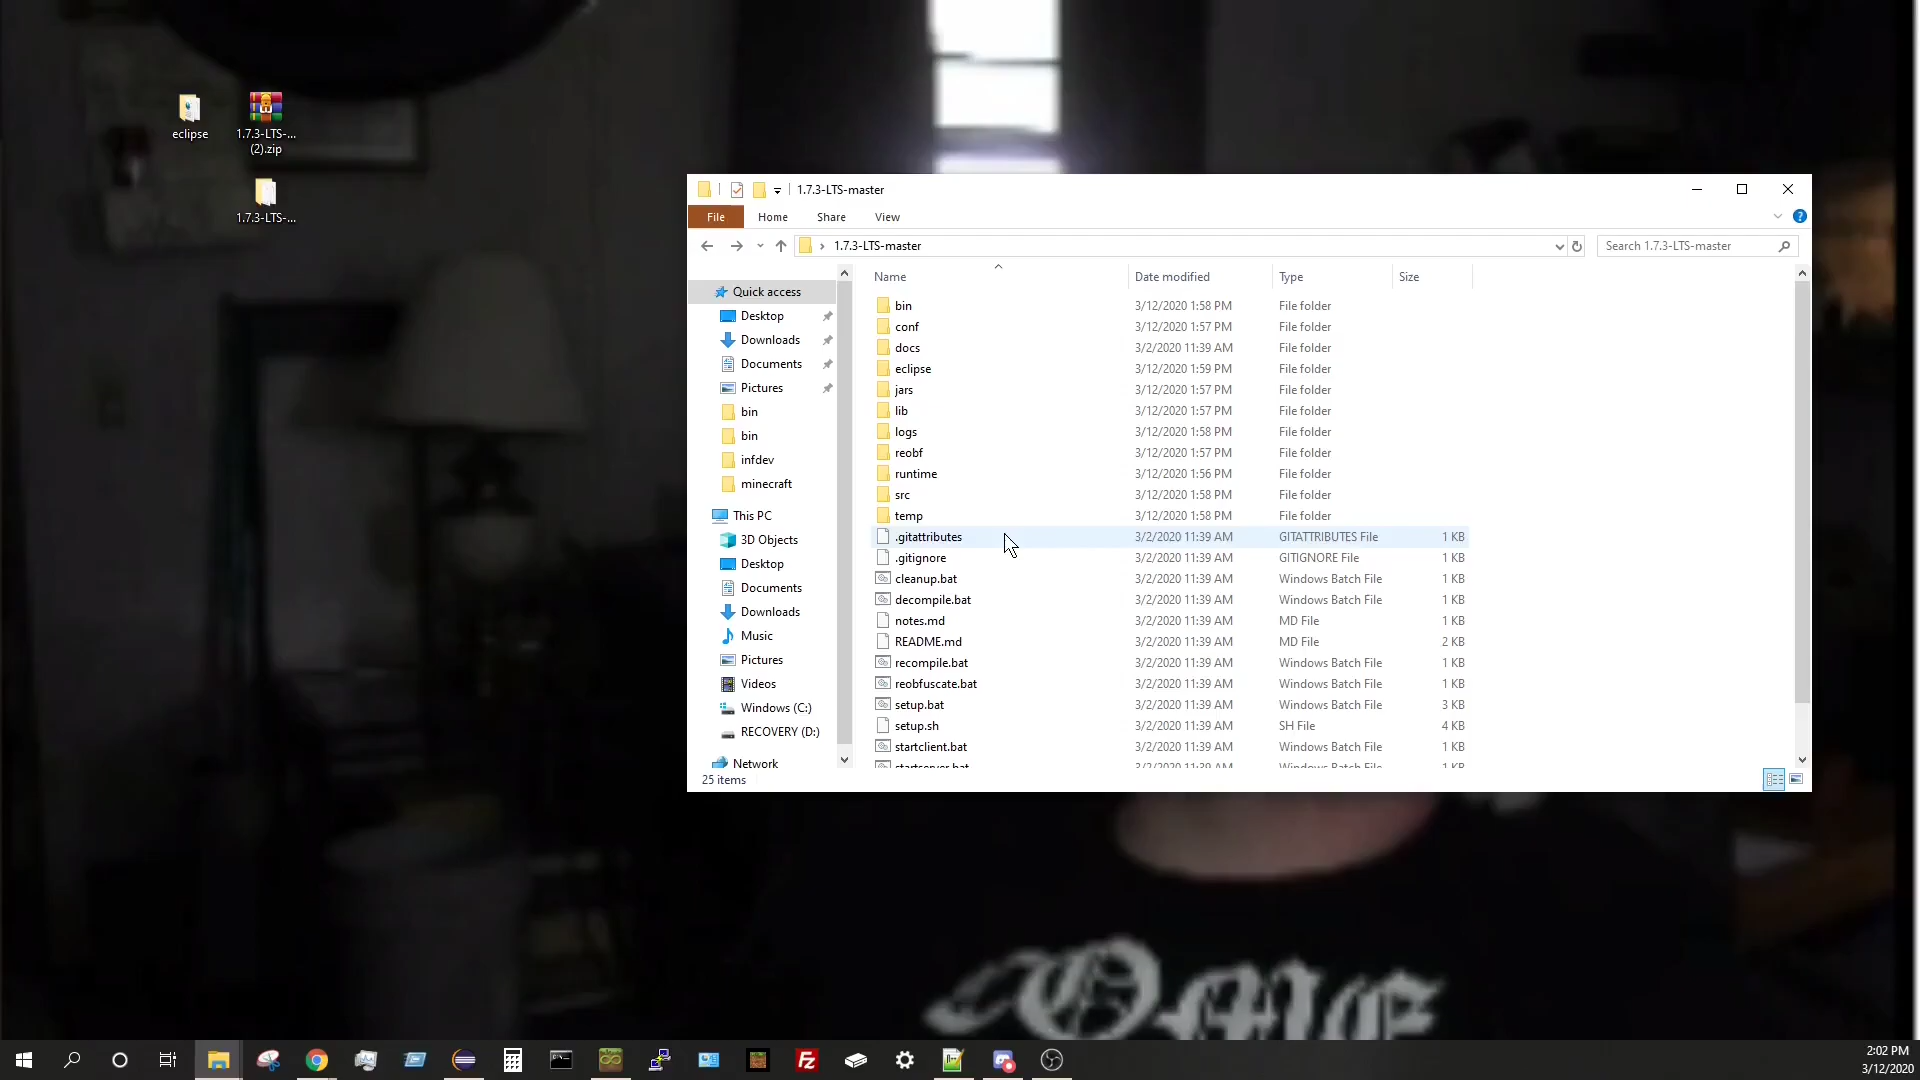 eclipse
1.7.3-LTS-...
(2).zip
1.7.3-LTS-...
1.7.3-LTS-master
File Home Share View
1.7.3-LTS-master
Search 1.7.3-LTS-master
Quick access
Desktop
Downloads
Documents
Pictures
bin
bin
infdev
minecraft
This PC
3D Objects
Desktop
Documents
Downloads
Music
Pictures
Videos
Windows (C:)
RECOVERY (D:)
Network
Name Date modified Type Size
bin 3/12/2020 1:58 PM File folder
conf 3/12/2020 1:57 PM File folder
docs 3/2/2020 11:39 AM File folder
eclipse 3/12/2020 1:59 PM File folder
jars 3/12/2020 1:57 PM File folder
lib 3/12/2020 1:57 PM File folder
logs 3/12/2020 1:58 PM File folder
reobf 3/12/2020 1:57 PM File folder
runtime 3/12/2020 1:56 PM File folder
src 3/12/2020 1:58 PM File folder
temp 3/12/2020 1:58 PM File folder
.gitattributes 3/2/2020 11:39 AM GITATTRIBUTES File 1 KB
.gitignore 3/2/2020 11:39 AM GITIGNORE File 1 KB
cleanup.bat 3/2/2020 11:39 AM Windows Batch File 1 KB
decompile.bat 3/2/2020 11:39 AM Windows Batch File 1 KB
notes.md 3/2/2020 11:39 AM MD File 1 KB
README.md 3/2/2020 11:39 AM MD File 2 KB
recompile.bat 3/2/2020 11:39 AM Windows Batch File 1 KB
reobfuscate.bat 3/2/2020 11:39 AM Windows Batch File 1 KB
setup.bat 3/2/2020 11:39 AM Windows Batch File 3 KB
setup.sh 3/2/2020 11:39 AM SH File 4 KB
startclient.bat 3/2/2020 11:39 AM Windows Batch File 1 KB
startserver.bat 3/2/2020 11:39 AM Windows Batch File 1 KB
25 items
2:02 PM
3/12/2020